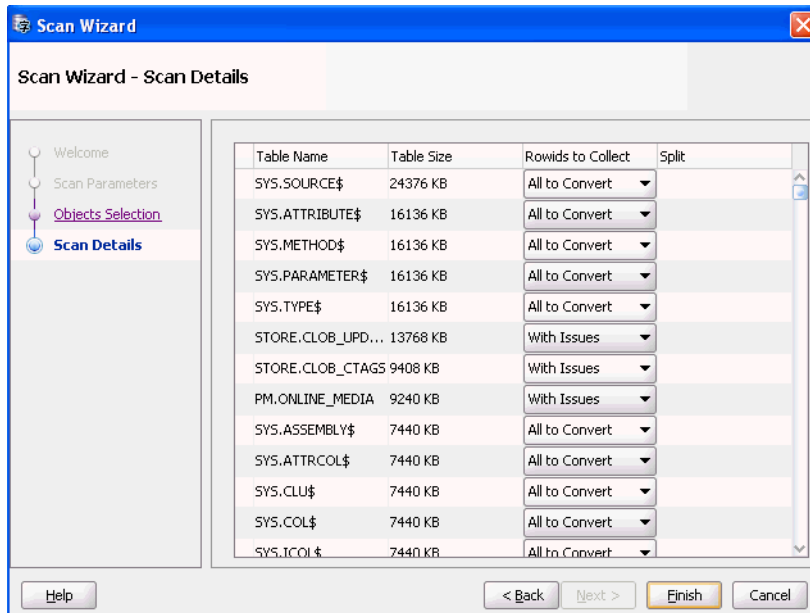 Scan Wizard
Scan Wizard - Scan Details
Welcome
Scan Parameters
Objects Selection
Scan Details
Table Name Table Size Rowids to Collect Split
SYS.SOURCE$ 24376 KB All to Convert
SYS.ATTRIBUTE$ 16136 KB All to Convert
SYS.METHOD$ 16136 KB All to Convert
SYS.PARAMETER$ 16136 KB All to Convert
SYS.TYPE$ 16136 KB All to Convert
STORE.CLOB_UPD... 13768 KB With Issues
STORE.CLOB_CTAGS 9408 KB With Issues
PM.ONLINE_MEDIA 9240 KB With Issues
SYS.ASSEMBLY$ 7440 KB All to Convert
SYS.ATTRCOL$ 7440 KB All to Convert
SYS.CLU$ 7440 KB All to Convert
SYS.COL$ 7440 KB All to Convert
SYS.ICOL$ 7440 KB All to Convert
Help < Back Next > Finish Cancel